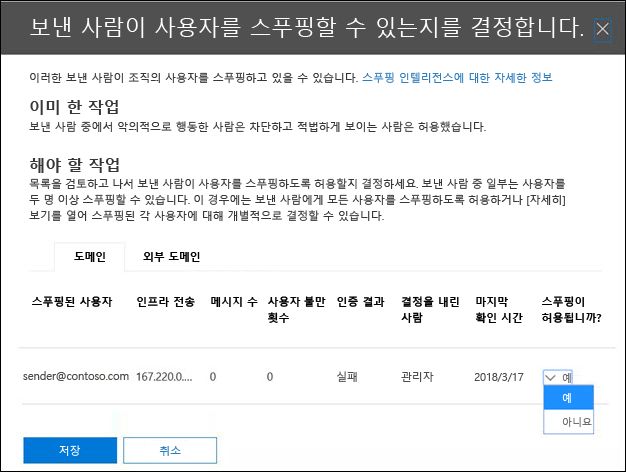 보낸 사람이 사용자를 스푸핑할 수 있는지를 결정합니다.
이러한 보낸 사람이 조직의 사용자를 스푸핑하고 있을 수 있습니다. 스푸핑 인텔리전스에 대한 자세한 정보
이미 한 작업
보낸 사람 중에서 악의적으로 행동한 사람은 차단하고 적법하게 보이는 사람은 허용했습니다.
해야 할 작업
목록을 검토하고 나서 보낸 사람이 사용자를 스푸핑하도록 허용할지 결정하세요. 보낸 사람 중 일부는 사용자를
두 명 이상 스푸핑할 수 있습니다. 이 경우에는 보낸 사람에게 모든 사용자를 스푸핑하도록 허용하거나 [자세히]
보기를 열어 스푸핑된 각 사용자에 대해 개별적으로 결정할 수 있습니다.
도메인 외부 도메인
스푸핑된 사용자 인프라 전송 메시지 수 사용자 불만 인증 결과 결정을 내린 마지막 스푸핑이
횟수 사람 확인 시간 허용됩니까?
sender@contoso.com 167.220.0.... 0 0 실패 관리자 2018/3/17 예
예
아니요
저장 취소